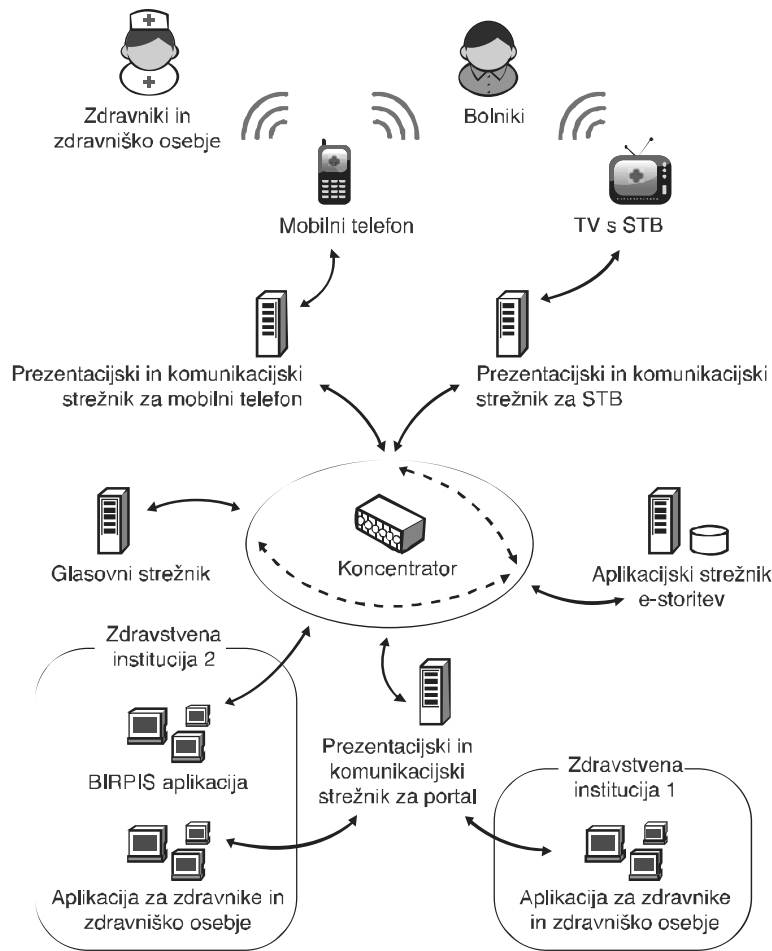 Zdravniki in
zdravniško osebje
Bolniki
Mobilni telefon
TV s STB
Prezentacijski in komunikacijski
strežnik za mobilni telefon
Prezentacijski in komunikacijski
strežnik za STB
Glasovni strežnik
Koncentrator
Aplikacijski strežnik
e-storitev
Zdravstvena
institucija 2
BIRPIS aplikacija
Prezentacijski in
komunikacijski
strežnik za portal
Zdravstvena
institucija 1
Aplikacija za zdravnike in
zdravniško osebje
Aplikacija za zdravnike
in zdravniško osebje